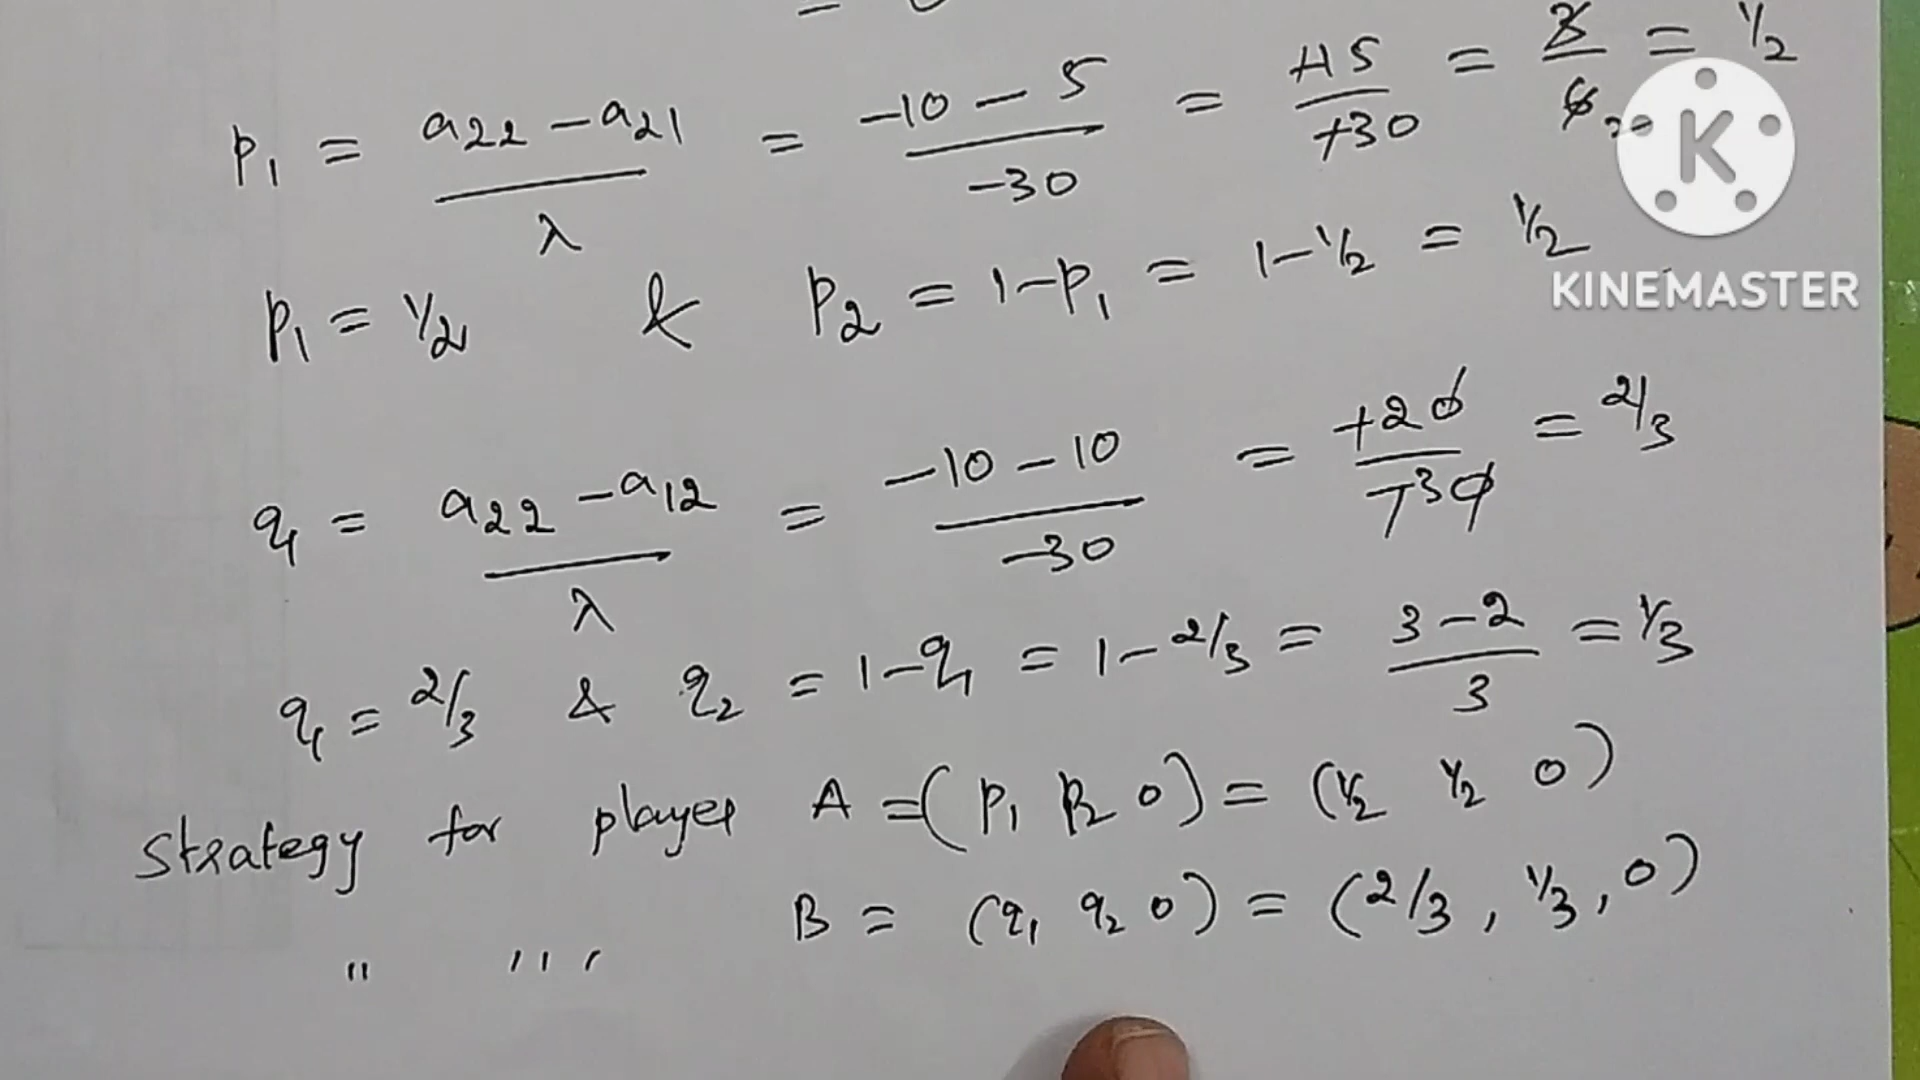 p₁ = (a₂₂ - a₂₁)/λ = (-10 - 5)/(-30) = +15/+30 = 3/6 = 1/2
p₁ = 1/2 & p₂ = 1-p₁ = 1-1/2 = 1/2
KINEMASTER
q₁ = (a₂₂ - a₁₂)/λ = (-10 - 10)/(-30) = +20/+30 = 2/3
q₁ = 2/3 & q₂ = 1-q₁ = 1-2/3 = (3-2)/3 = 1/3
Strategy for player A = (p₁ p₂ 0) = (1/2 1/2 0)
" ''' B = (q₁ q₂ 0) = (2/3, 1/3, 0)